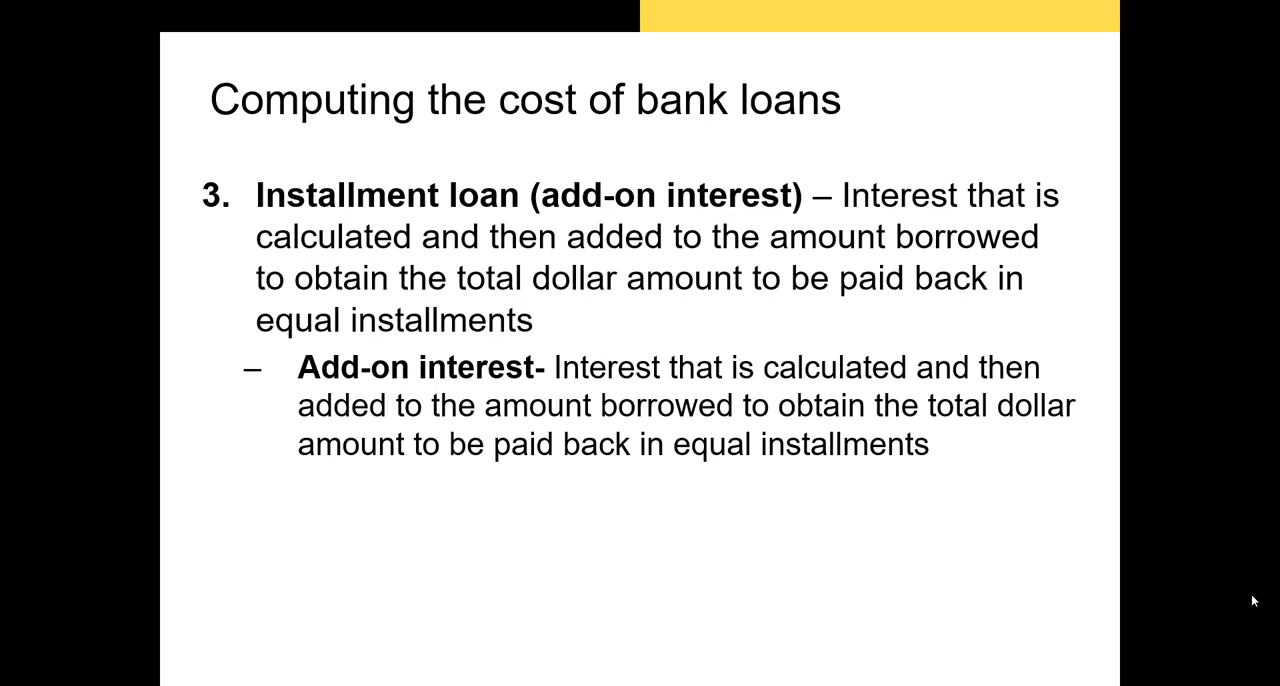 Computing the cost of bank loans
3. Installment loan (add-on interest) – Interest that is
calculated and then added to the amount borrowed
to obtain the total dollar amount to be paid back in
equal installments
– Add-on interest- Interest that is calculated and then
added to the amount borrowed to obtain the total dollar
amount to be paid back in equal installments